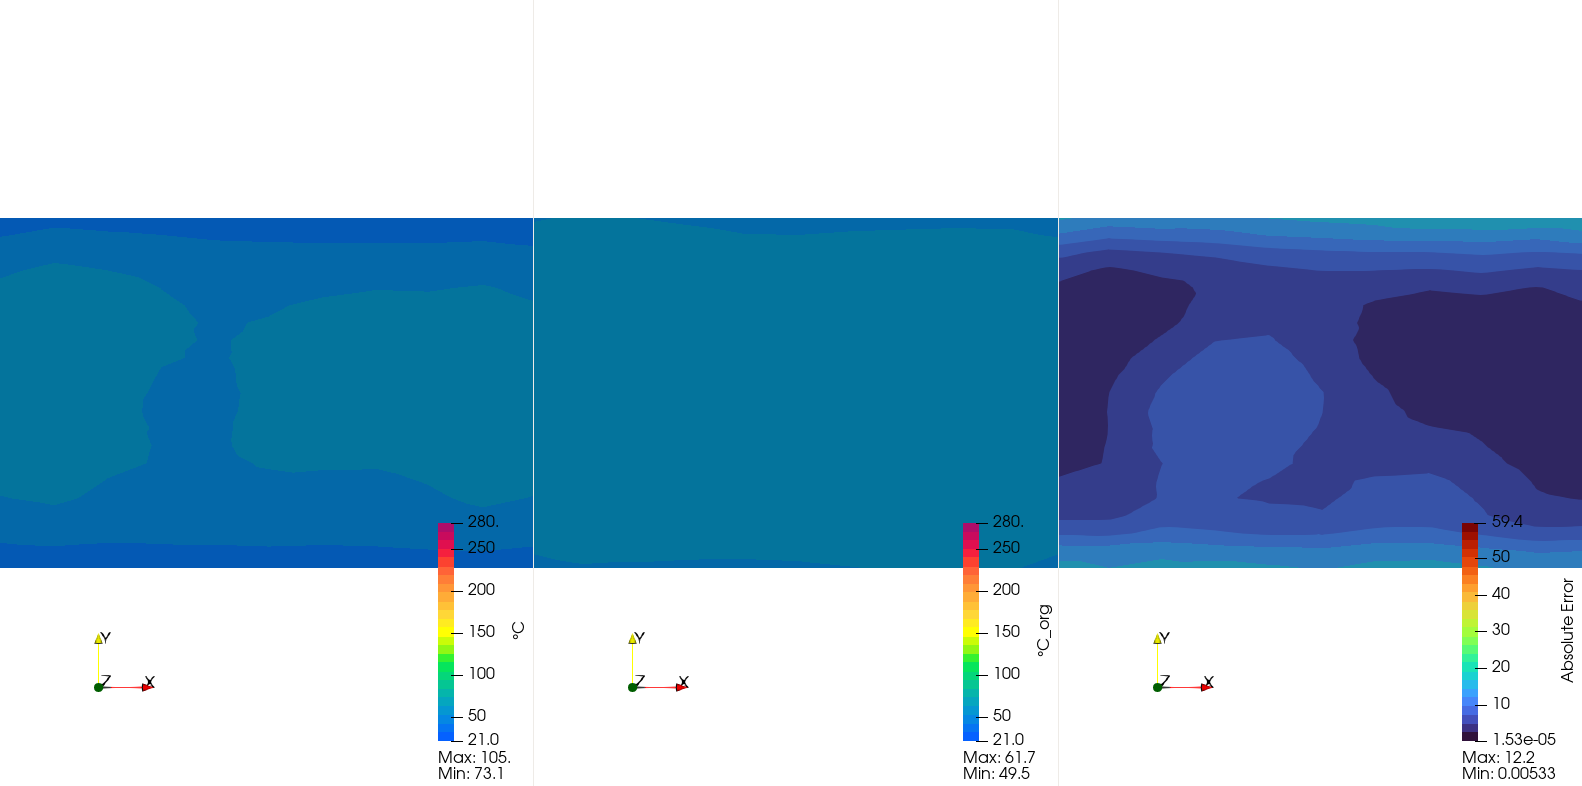 280.
250
200
150
100
50
21.0
°C
Max: 105.
Min: 73.1
Y
Z
X
280.
250
200
150
100
50
21.0
°C_org
Max: 61.7
Min: 49.5
Y
Z
X
59.4
50
40
30
20
10
1.53e-05
Absolute Error
Max: 12.2
Min: 0.00533
Y
Z
X